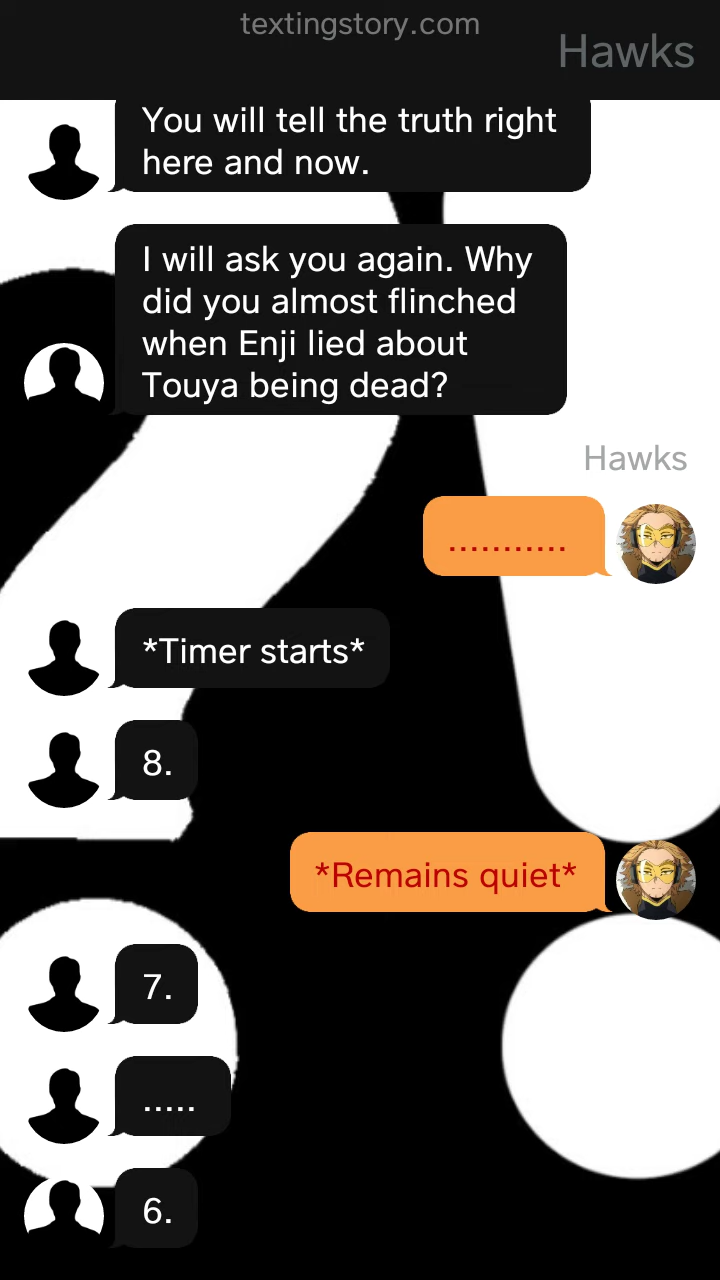 textingstory.com
Hawks
You will tell the truth right
here and now.
I will ask you again. Why
did you almost flinched
when Enji lied about
Touya being dead?
Hawks
...........
*Timer starts*
8.
*Remains quiet*
7.
.....
6.